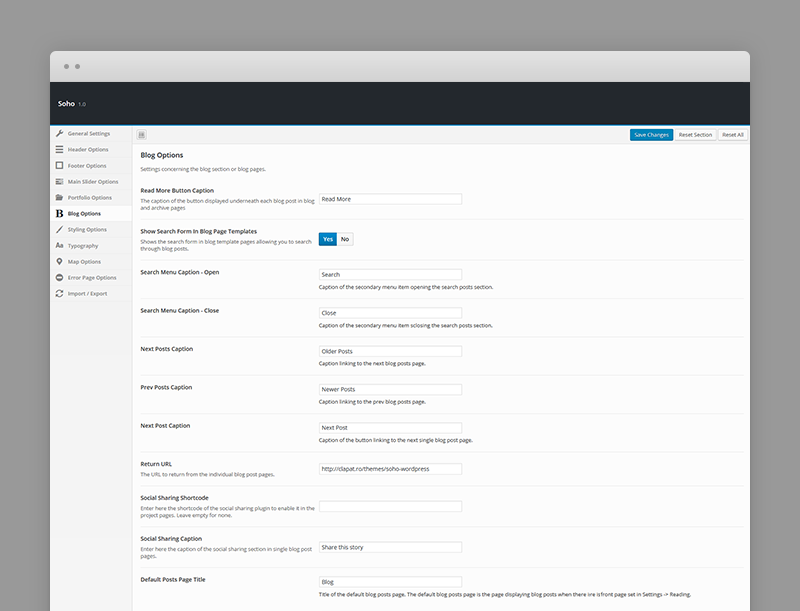 Soho 1.0
General Settings
Header Options
Footer Options
Main Slider Options
Portfolio Options
B Blog Options
Styling Options
Aa Typography
Map Options
Error Page Options
Import / Export
Save Changes Reset Section Reset All
Blog Options
Settings concerning the blog section or blog pages.
Read More Button Caption
The caption of the button displayed underneath each blog post in blog
and archive pages
Read More
Show Search Form In Blog Page Templates
Shows the search form in blog template pages allowing you to search
through blog posts.
Yes No
Search Menu Caption - Open
Search
Caption of the secondary menu item opening the search posts section.
Search Menu Caption - Close
Close
Caption of the secondary menu item sclosing the search posts section.
Next Posts Caption
Older Posts
Caption linking to the next blog posts page.
Prev Posts Caption
Newer Posts
Caption linking to the prev blog posts page.
Next Post Caption
Next Post
Caption of the button linking to the next single blog post page.
Return URL
The URL to return from the individual blog post pages.
http://clapat.ro/themes/soho-wordpress
Social Sharing Shortcode
Enter here the shortcode of the social sharing plugin to enable it in the
project pages. Leave empty for none.
Social Sharing Caption
Enter here the caption of the social sharing section in single blog post
pages.
Share this story
Default Posts Page Title
Blog
Title of the default blog posts page. The default blog posts page is the page displaying blog posts when there ire isfront page set in Settings -> Reading.